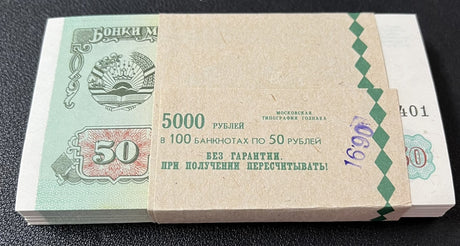 БОНКИ М
50
МОСКОВСКАЯ
ТИПОГРАФИЯ ГОЗНАКА
5000 РУБЛЕЙ
в 100 БАНКНОТАХ ПО 50 РУБЛЕЙ
БЕЗ ГАРАНТИИ.
ПРИ ПОЛУЧЕНИИ ПЕРЕСЧИТЫВАТЬ!
1690
401
50